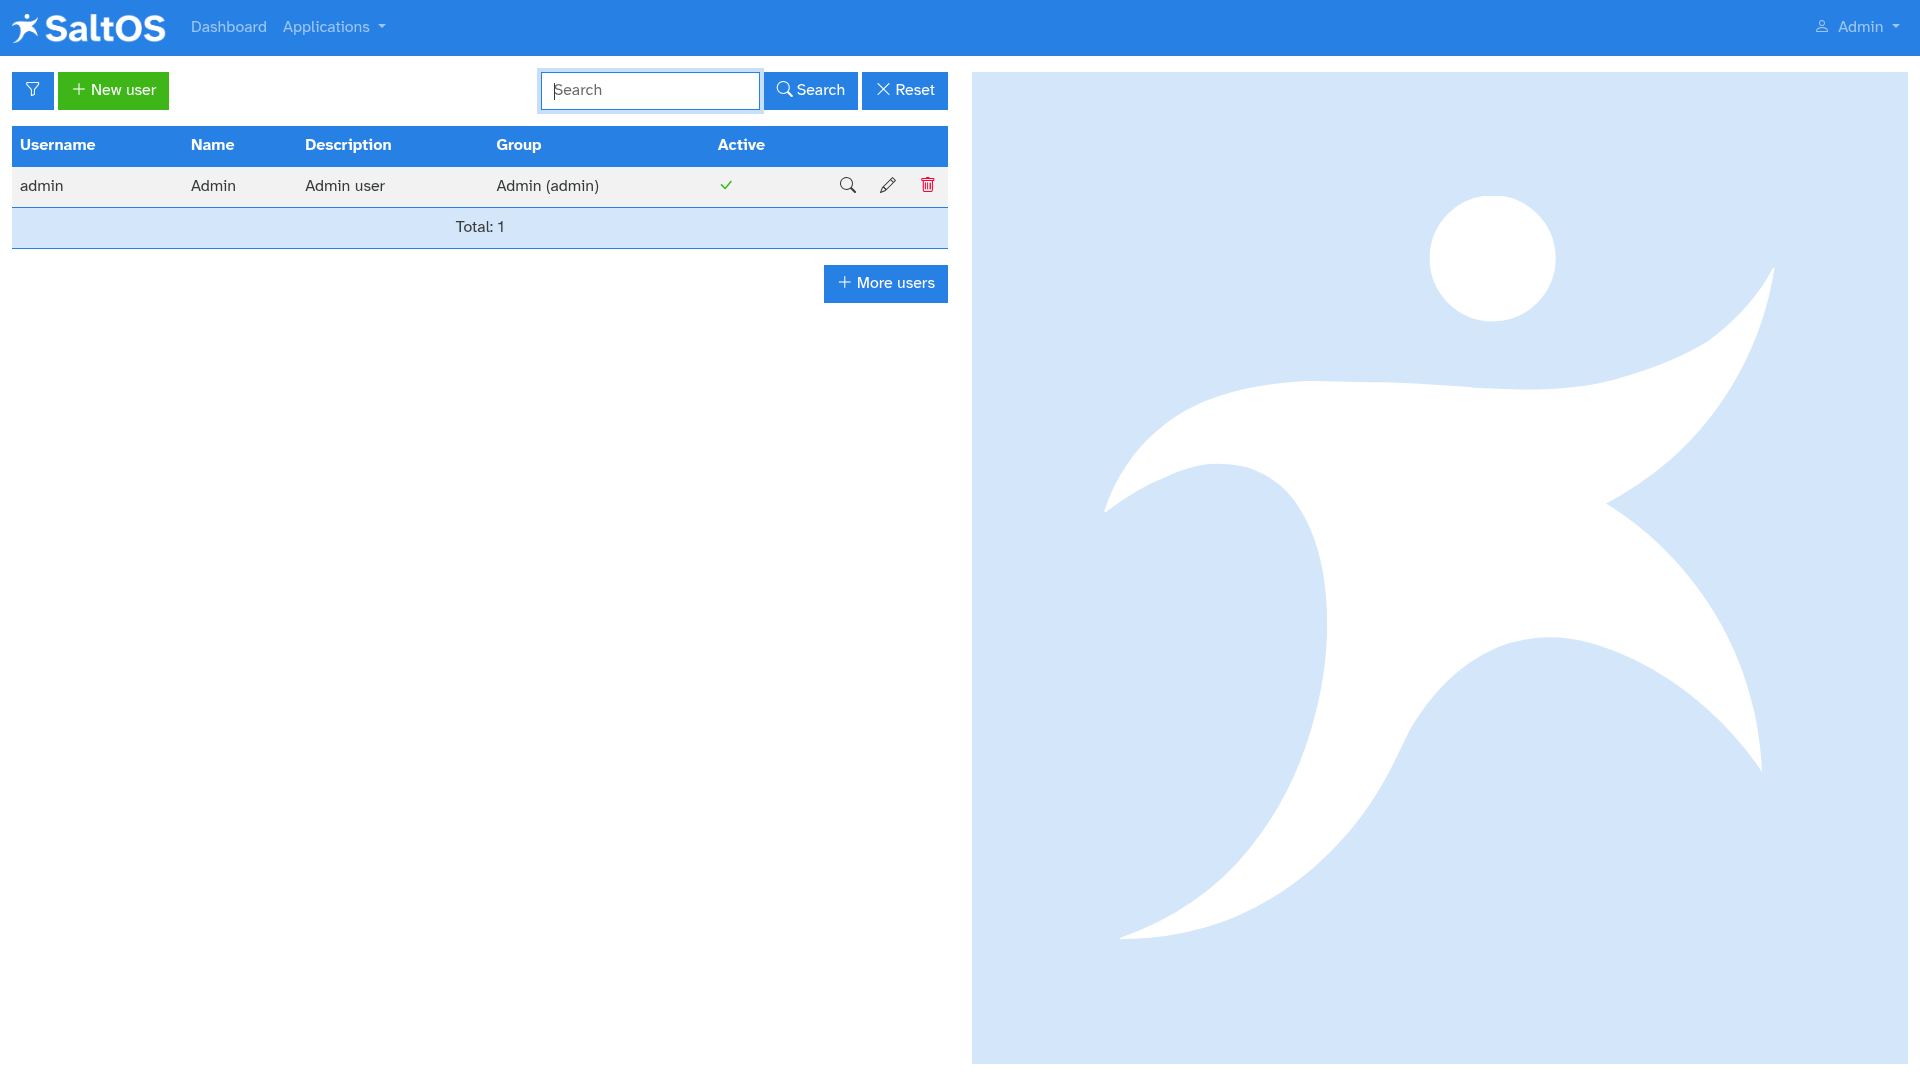 SaltOS Dashboard Applications Admin
New user Search Search Reset
Username Name Description Group Active
admin Admin Admin user Admin (admin)
Total: 1
More users